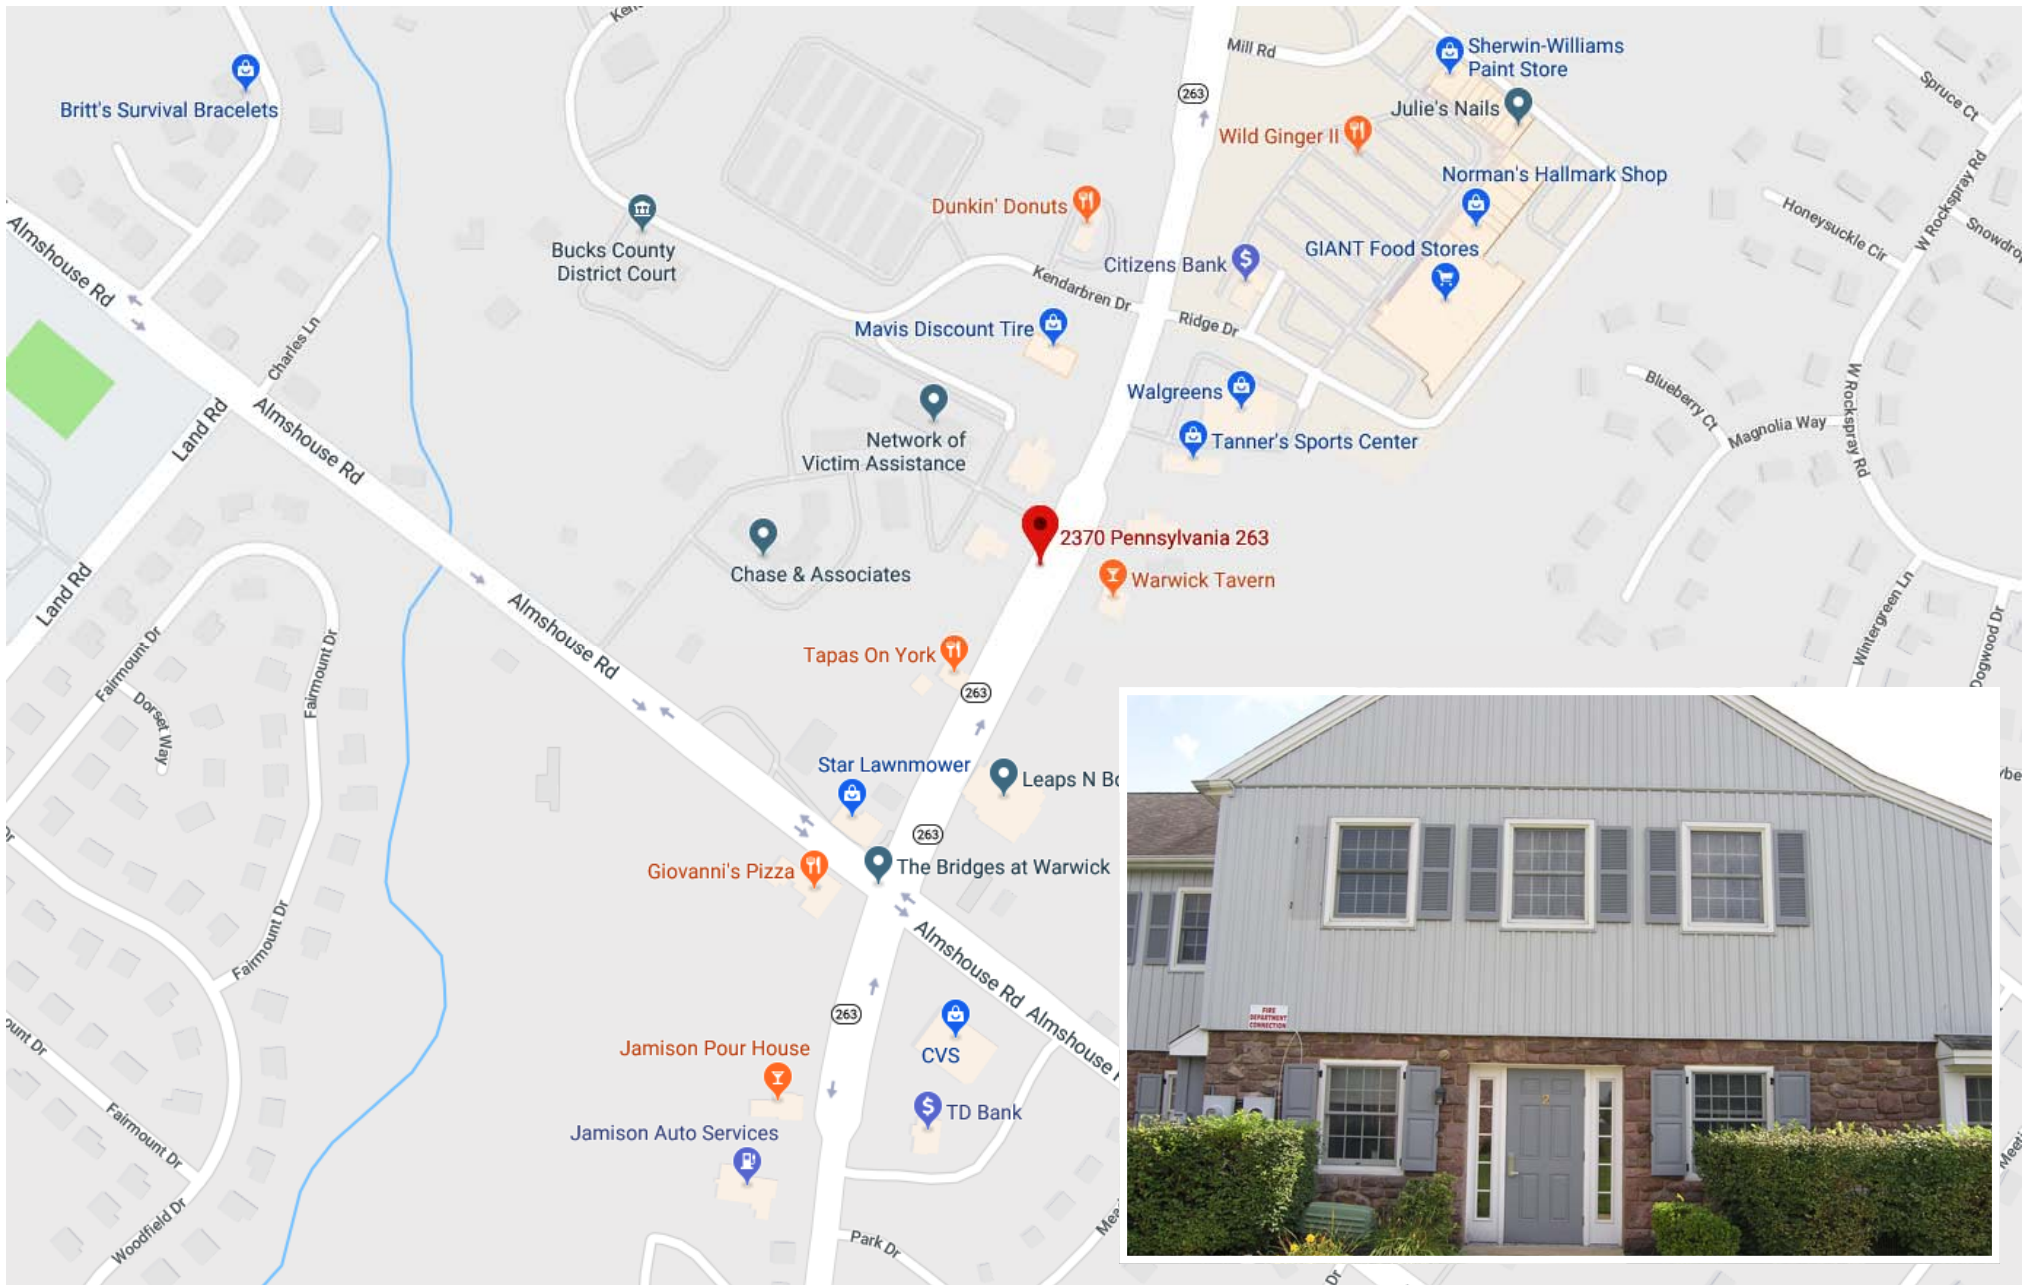 Mill Rd
Sherwin-Williams
Paint Store
Spruce Ct
Britt's Survival Bracelets
263
Julie's Nails
Wild Ginger II
Norman's Hallmark Shop
W Rockspray Rd
Honeysuckle Cir
Dunkin' Donuts
Almshouse Rd
Bucks County
District Court
Citizens Bank
GIANT Food Stores
Kendarbren Dr
Ridge Dr
Mavis Discount Tire
Charles Ln
Walgreens
Blueberry Ct
Magnolia Way
W Rockspray Rd
Land Rd
Almshouse Rd
Network of
Victim Assistance
Tanner's Sports Center
2370 Pennsylvania 263
Chase & Associates
Warwick Tavern
Land Rd
Almshouse Rd
Wintergreen Ln
Dogwood Dr
Fairmount Dr
Fairmount Dr
Tapas On York
263
Dorset Way
Star Lawnmower
Leaps N Bo
263
Giovanni's Pizza
The Bridges at Warwick
Fairmount Dr
Almshouse Rd
Almshouse R
263
FIRE
DEPARTMENT
CONNECTION
Jamison Pour House
CVS
TD Bank
2
Fairmount Dr
Jamison Auto Services
Woodfield Dr
Park Dr